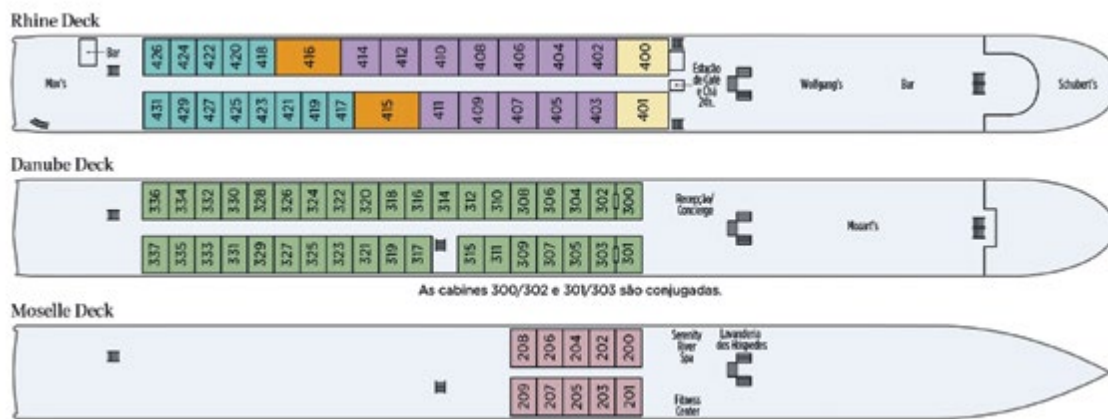 Rhine Deck
426 424 422 420 418 416 414 412 410 408 406 404 402 400
Bar
Max's
Estação
de Café
e Chá
24h.
Wolfgang's
Bar
Schubert's
431 429 427 425 423 421 419 417 415 411 409 407 405 403 401
Danube Deck
336 334 332 330 328 326 324 322 320 318 316 314 312 310 308 306 304 302 300
Recepção/
Concierge
Mozart's
337 335 333 331 329 327 325 323 321 319 317 315 311 309 307 305 303 301
As cabines 300/302 e 301/303 são conjugadas.
Moselle Deck
208 206 204 202 200
Serenity
River
Spa
Lavanderia
dos Hóspedes
209 207 205 203 201
Fitness
Center